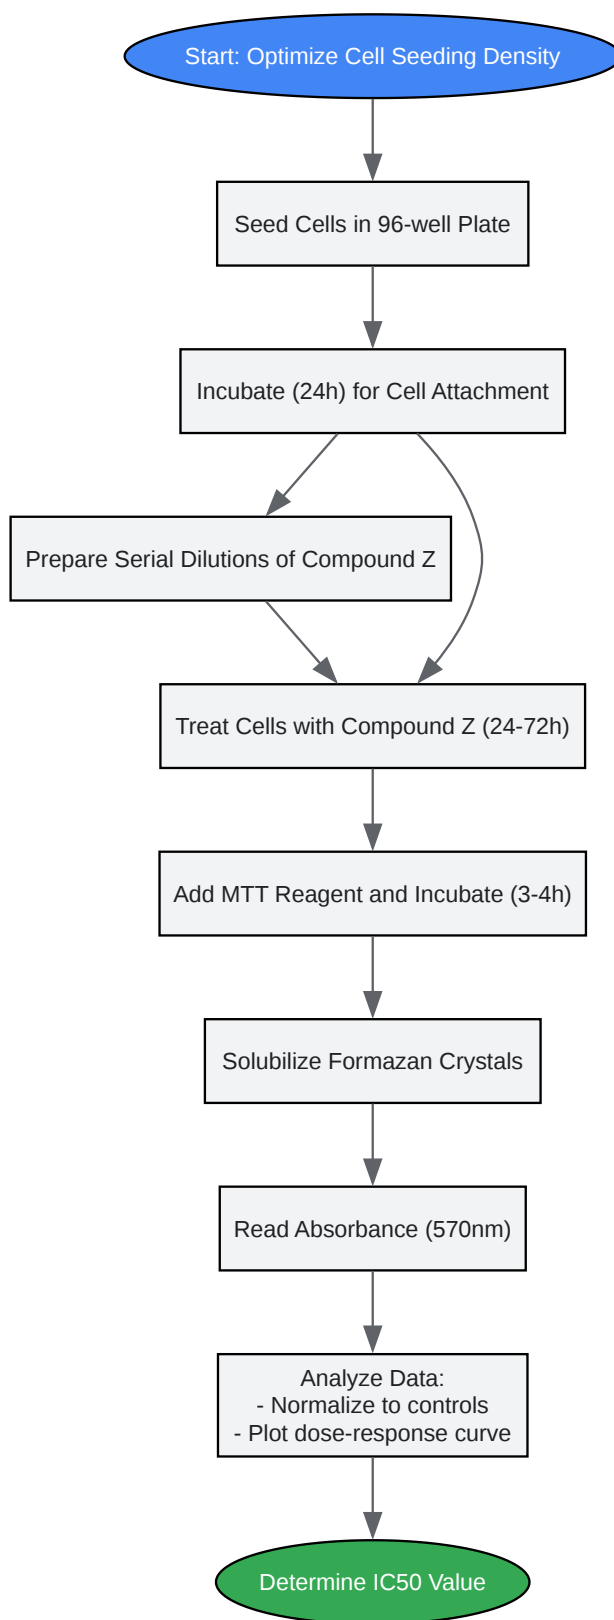 Start: Optimize Cell Seeding Density
Seed Cells in 96-well Plate
Incubate (24h) for Cell Attachment
Prepare Serial Dilutions of Compound Z
Treat Cells with Compound Z (24-72h)
Add MTT Reagent and Incubate (3-4h)
Solubilize Formazan Crystals
Read Absorbance (570nm)
Analyze Data:
- Normalize to controls
- Plot dose-response curve
Determine IC50 Value